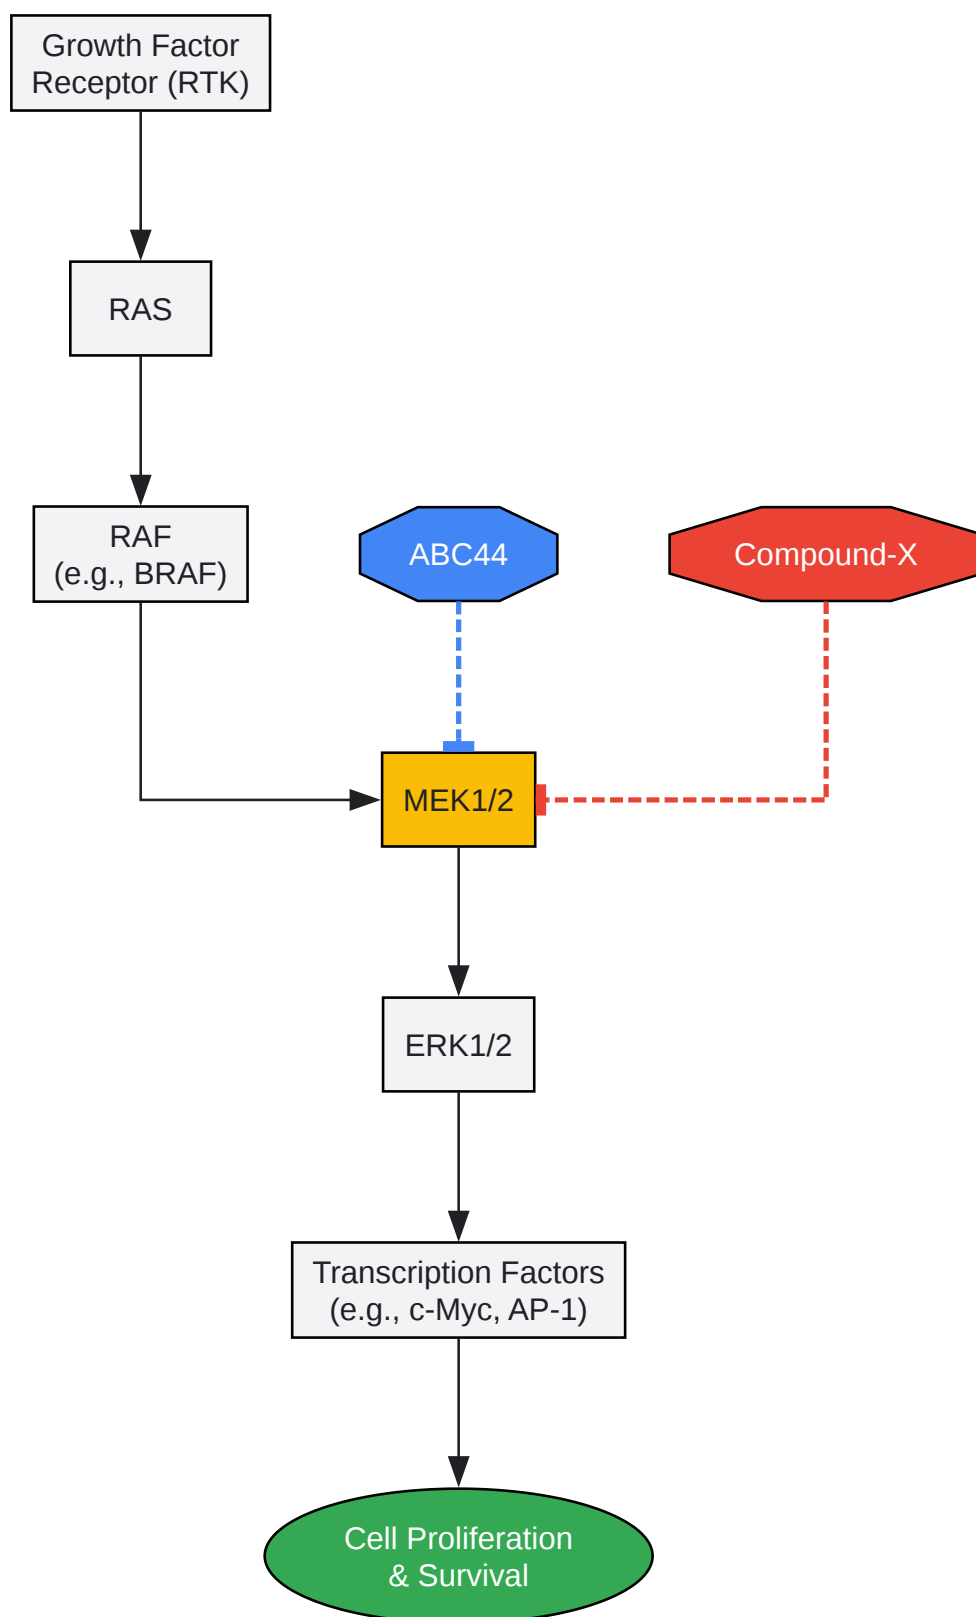 Growth Factor
Receptor (RTK)
RAS
RAF
(e.g., BRAF)
ABC44
Compound-X
MEK1/2
ERK1/2
Transcription Factors
(e.g., c-Myc, AP-1)
Cell Proliferation
& Survival